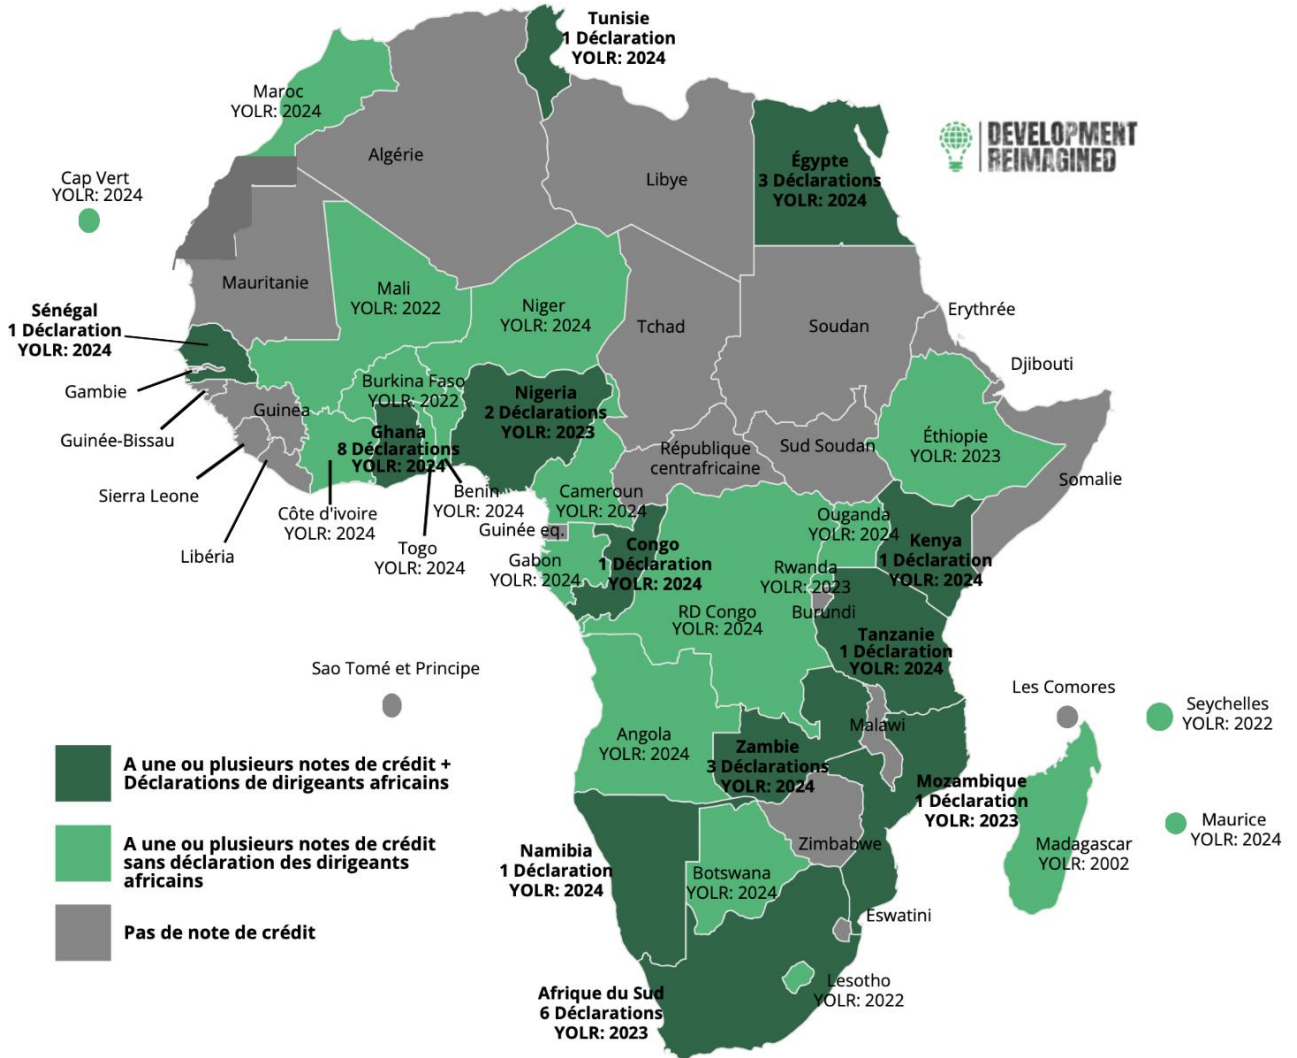 Tunisie
1 Déclaration
YOLR: 2024
Maroc
YOLR: 2024
Algérie
Libye
Égypte
3 Déclarations
YOLR: 2024
DEVELOPMENT
REIMAGINED
Cap Vert
YOLR: 2024
Mauritanie
Mali
YOLR: 2022
Niger
YOLR: 2024
Tchad
Soudan
Erythrée
Djibouti
Sénégal
1 Déclaration
YOLR: 2024
Gambie
Guinée-Bissau
Guinea
Sierra Leone
Libéria
Burkina Faso
YOLR: 2022
Ghana
8 Déclarations
YOLR: 2024
Nigeria
2 Déclarations
YOLR: 2023
République
centrafricaine
Sud Soudan
Éthiopie
YOLR: 2023
Somalie
Côte d'ivoire
YOLR: 2024
Togo
YOLR: 2024
Benin
YOLR: 2024
Cameroun
YOLR: 2024
Guinée eq.
Gabon
YOLR: 2024
Congo
1 Déclaration
YOLR: 2024
Ouganda
YOLR: 2024
Kenya
1 Déclaration
YOLR: 2024
Rwanda
YOLR: 2023
Burundi
RD Congo
YOLR: 2024
Tanzanie
1 Déclaration
YOLR: 2024
Sao Tomé et Principe
Les Comores
Seychelles
YOLR: 2022
Angola
YOLR: 2024
Zambie
3 Déclarations
YOLR: 2024
Malawi
Mozambique
1 Déclaration
YOLR: 2023
Maurice
YOLR: 2024
Madagascar
YOLR: 2002
Zimbabwe
Namibia
1 Déclaration
YOLR: 2024
Botswana
YOLR: 2024
Eswatini
Lesotho
YOLR: 2022
Afrique du Sud
6 Déclarations
YOLR: 2023
A une ou plusieurs notes de crédit +
Déclarations de dirigeants africains
A une ou plusieurs notes de crédit
sans déclaration des dirigeants
africains
Pas de note de crédit